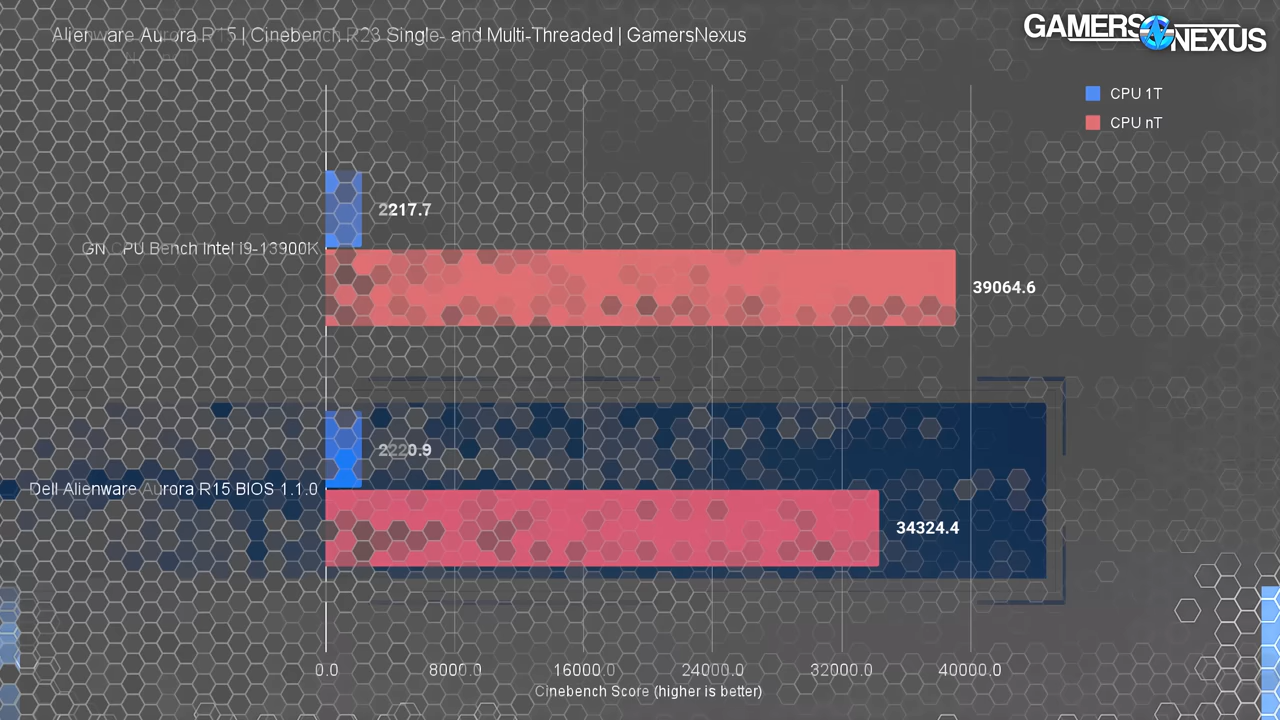 Alienware Aurora R15 | Cinebench R23 Single and Multi-Threaded | GamersNexus
GAMERS NEXUS
CPU 1T
CPU nT
2217.7
GN CPU Bench Intel I9-13900K
39064.6
2220.9
Dell Alienware Aurora R15 BIOS 1.1.0
34324.4
0.0 8000.0 16000.0 24000.0 32000.0 40000.0
Cinebench Score (higher is better)